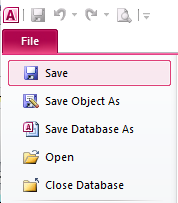 A
File
Save
Save Object As
Save Database As
Open
Close Database